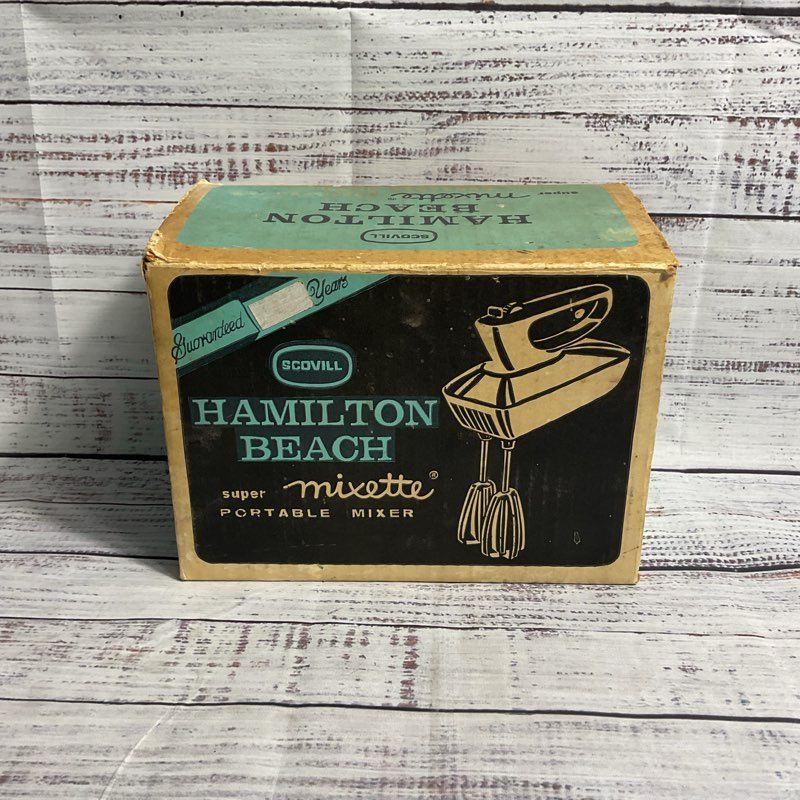 SCOVILL
HAMILTON
BEACH
super mixette®
Guaranteed Years
SCOVILL
HAMILTON
BEACH
super mixette®
PORTABLE MIXER